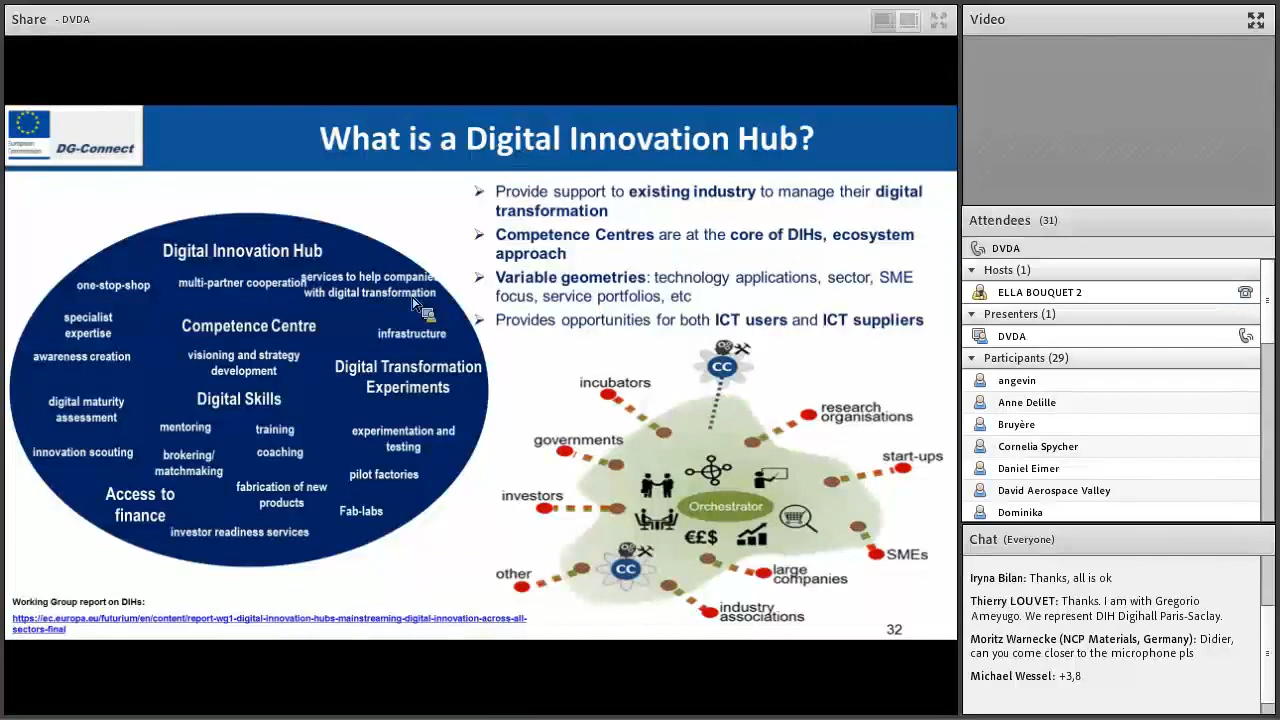 Share - DVDA
European
Commission
DG-Connect
What is a Digital Innovation Hub?
Digital Innovation Hub
one-stop-shop
multi-partner cooperation
services to help companie
with digital transformation
specialist
expertise
Competence Centre
infrastructure
awareness creation
visioning and strategy
development
Digital Transformation
Experiments
digital maturity
assessment
Digital Skills
mentoring
training
experimentation and
testing
innovation scouting
brokering/
matchmaking
coaching
pilot factories
Access to
finance
fabrication of new
products
Fab-labs
investor readiness services
Working Group report on DIHs:
https://ec.europa.eu/futurium/en/content/report-wg1-digital-innovation-hubs-mainstreaming-digital-innovation-across-all-
sectors-final
Provide support to existing industry to manage their digital
transformation
Competence Centres are at the core of DIHs, ecosystem
approach
Variable geometries: technology applications, sector, SME
focus, service portfolios, etc
Provides opportunities for both ICT users and ICT suppliers
CC
incubators
research
organisations
governments
start-ups
investors
Orchestrator
€£$
SMEs
CC
other
large
companies
industry
associations
32
Video
Attendees (31)
DVDA
Hosts (1)
ELLA BOUQUET 2
Presenters (1)
DVDA
Participants (29)
angevin
Anne Delille
Bruyère
Cornelia Spycher
Daniel Eimer
David Aerospace Valley
Dominika
Chat (Everyone)
Iryna Bilan: Thanks, all is ok
Thierry LOUVET: Thanks. I am with Gregorio
Ameyugo. We represent DIH Digihall Paris-Saclay.
Moritz Warnecke (NCP Materials, Germany): Didier,
can you come closer to the microphone pls
Michael Wessel: +3,8